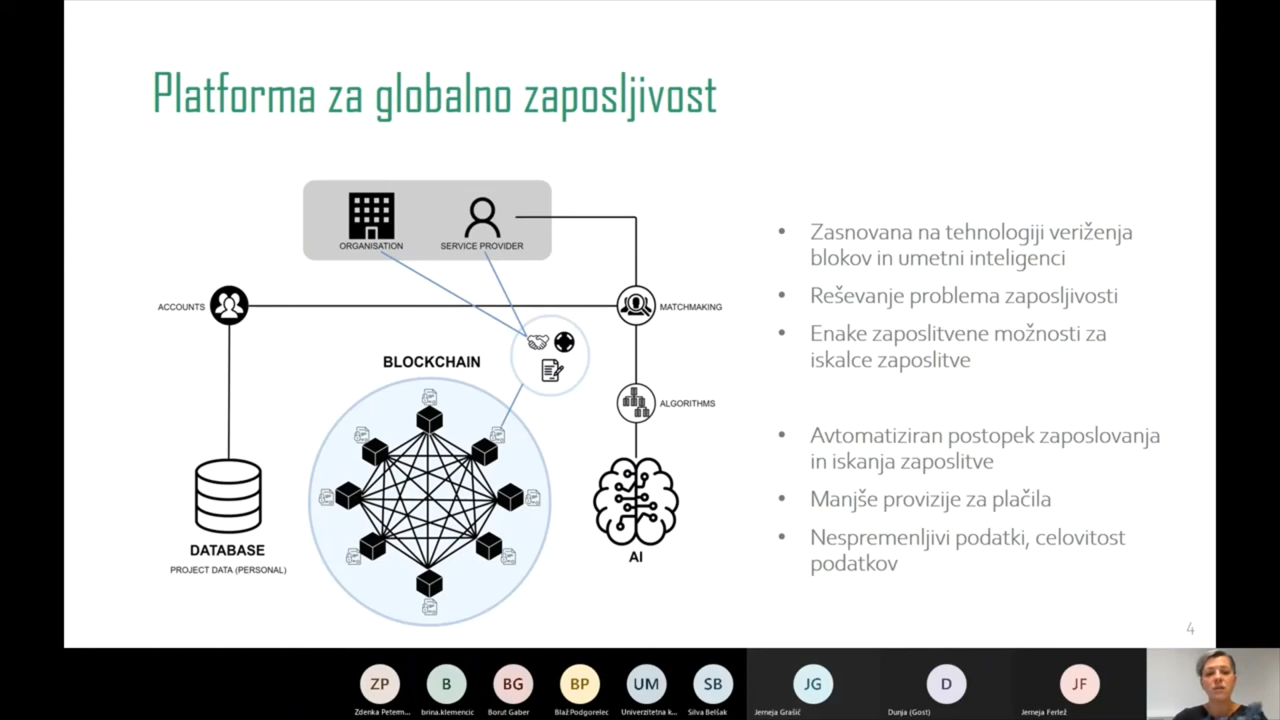 Platforma za globalno zaposljivost
ORGANISATION
SERVICE PROVIDER
ACCOUNTS
MATCHMAKING
BLOCKCHAIN
ALGORITHMS
DATABASE
PROJECT DATA (PERSONAL)
AI
• Zasnovana na tehnologiji veriženja
blokov in umetni inteligenci
• Reševanje problema zaposljivosti
• Enake zaposlitvene možnosti za
iskalce zaposlitve
• Avtomatiziran postopek zaposlovanja
in iskanja zaposlitve
• Manjše provizije za plačila
• Nespremenljivi podatki, celovitost
podatkov
4
ZP
B
BG
BP
UM
SB
JG
D
JF
Zdenka Peterm...
brina.klemencic
Borut Gaber
Blaž Podgorelec
Univerzitetna k...
Silva Belšak
Jerneja Grašič
Dunja (Gost)
Jerneja Ferlež